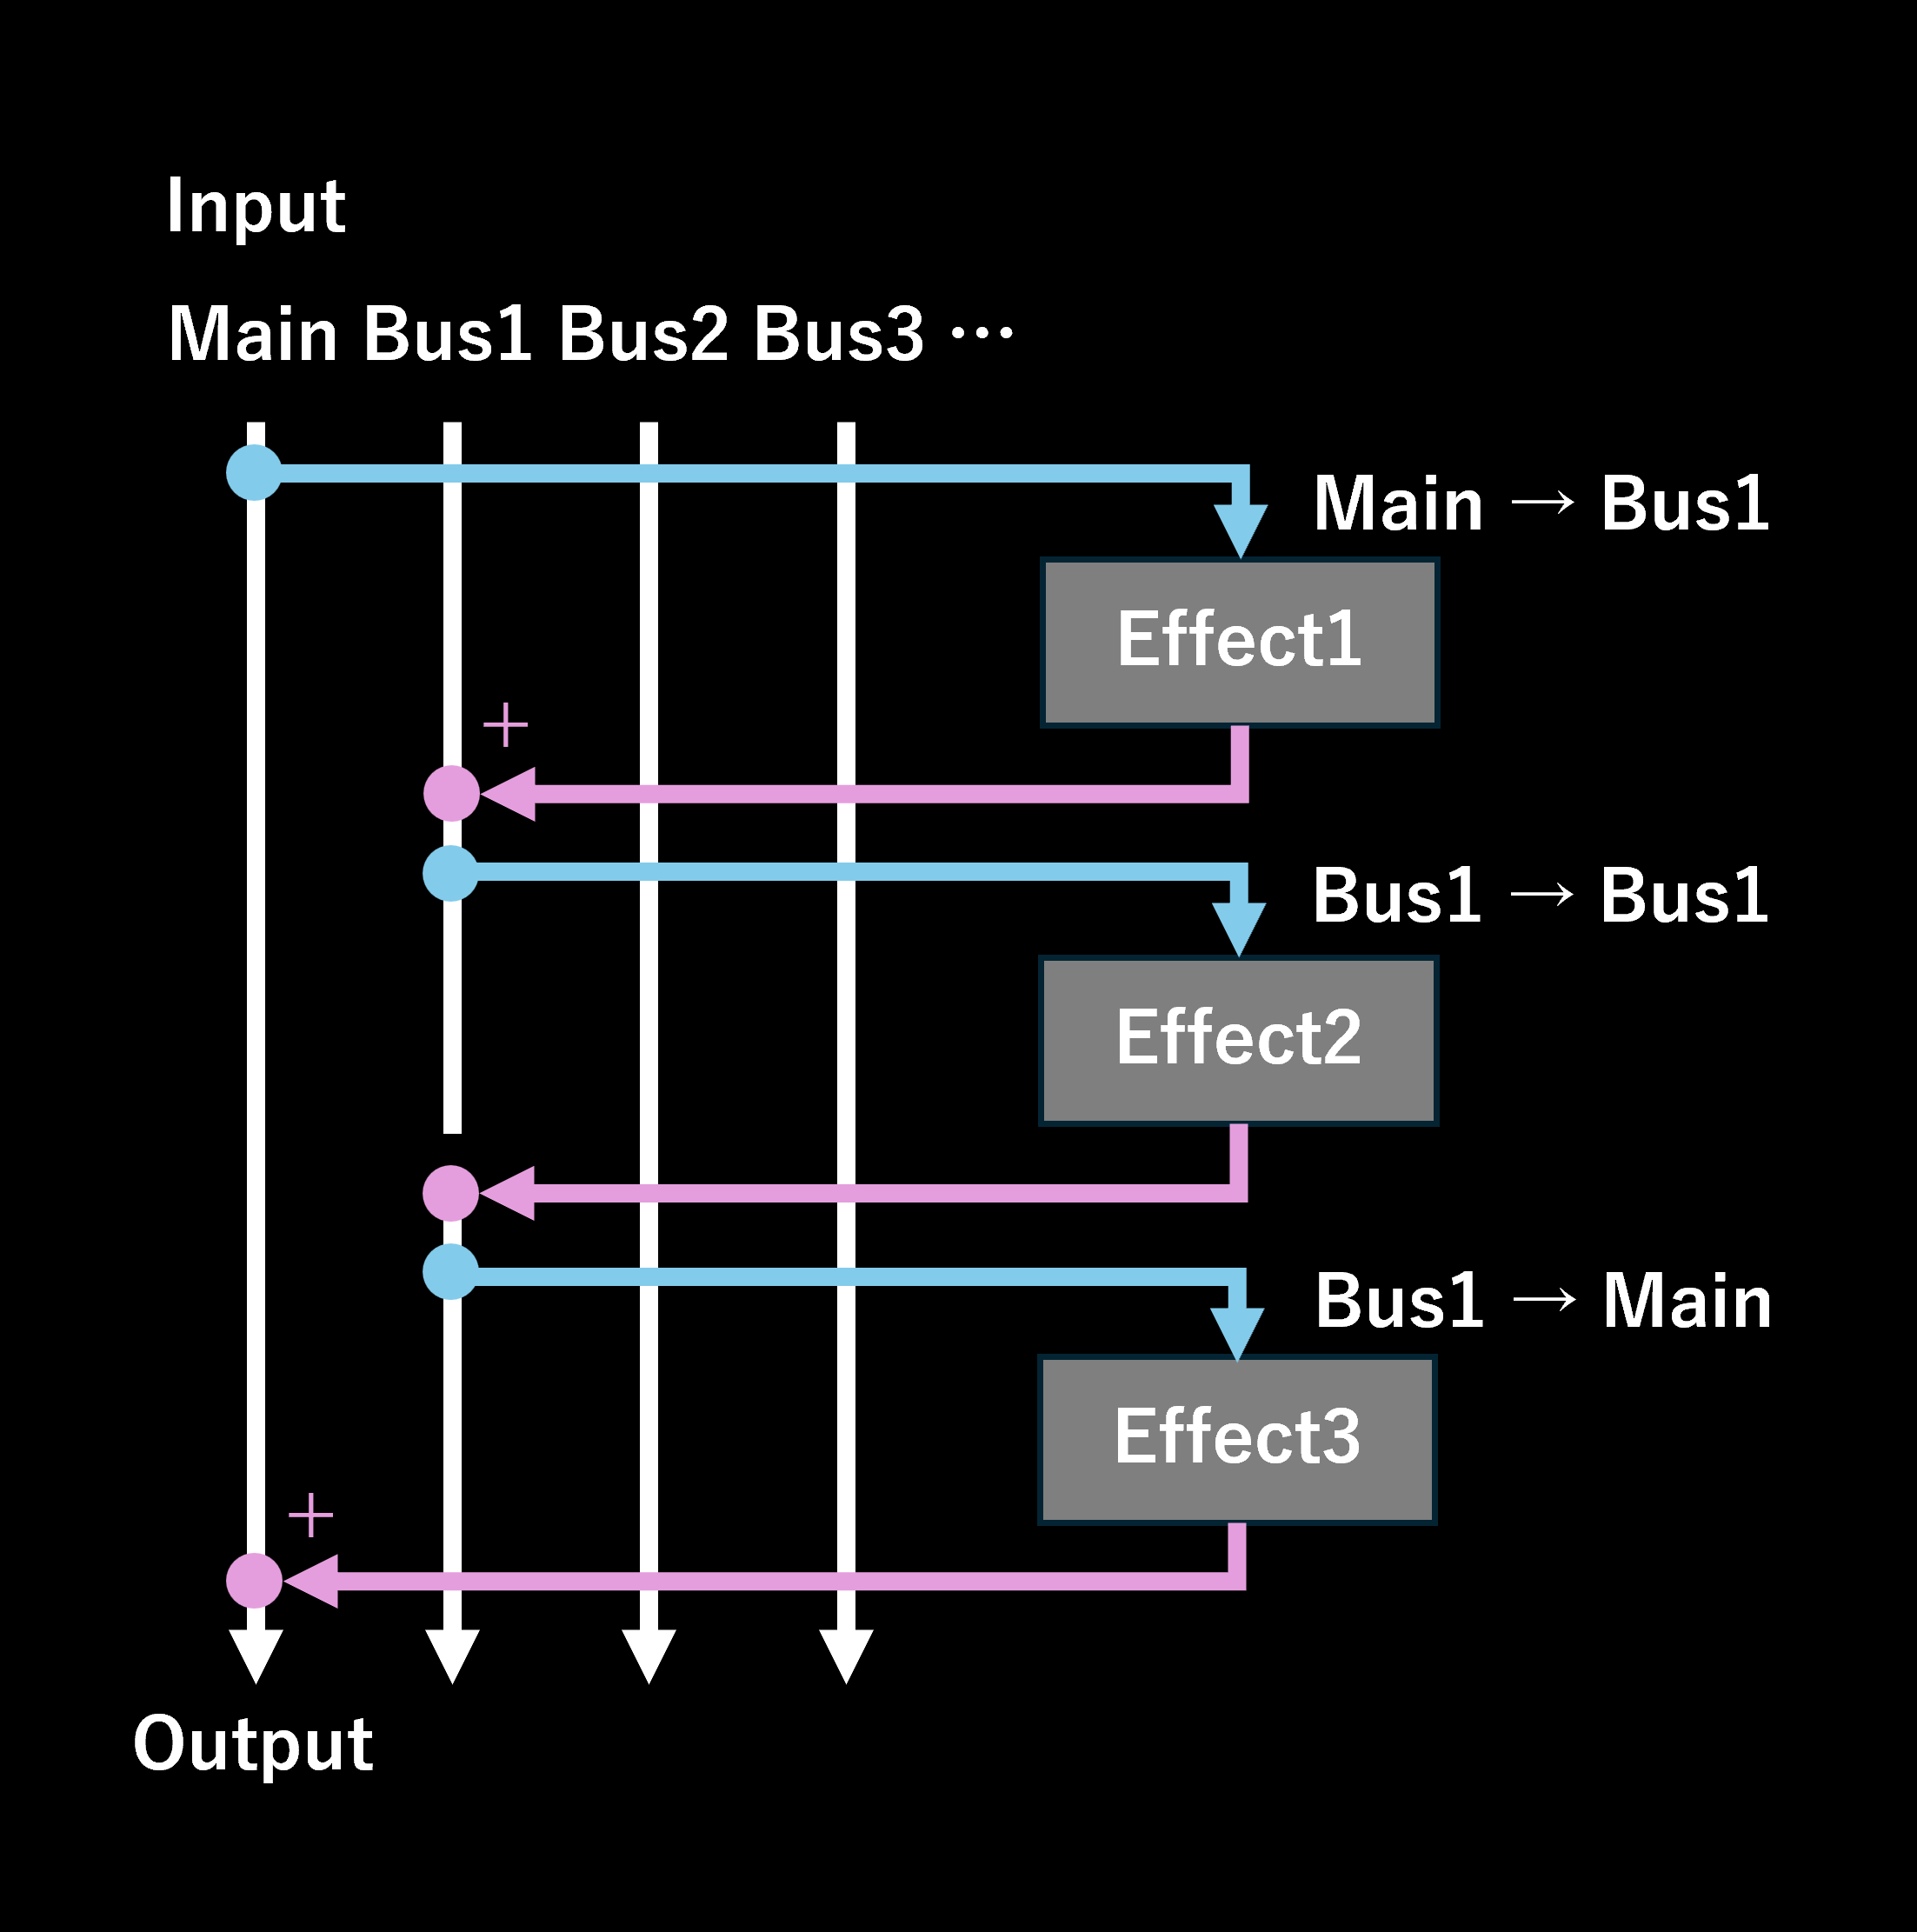 Input
Main Bus1 Bus2 Bus3 …
Main → Bus1
Effect1
+
Bus1 → Bus1
Effect2
Bus1 → Main
Effect3
+
Output